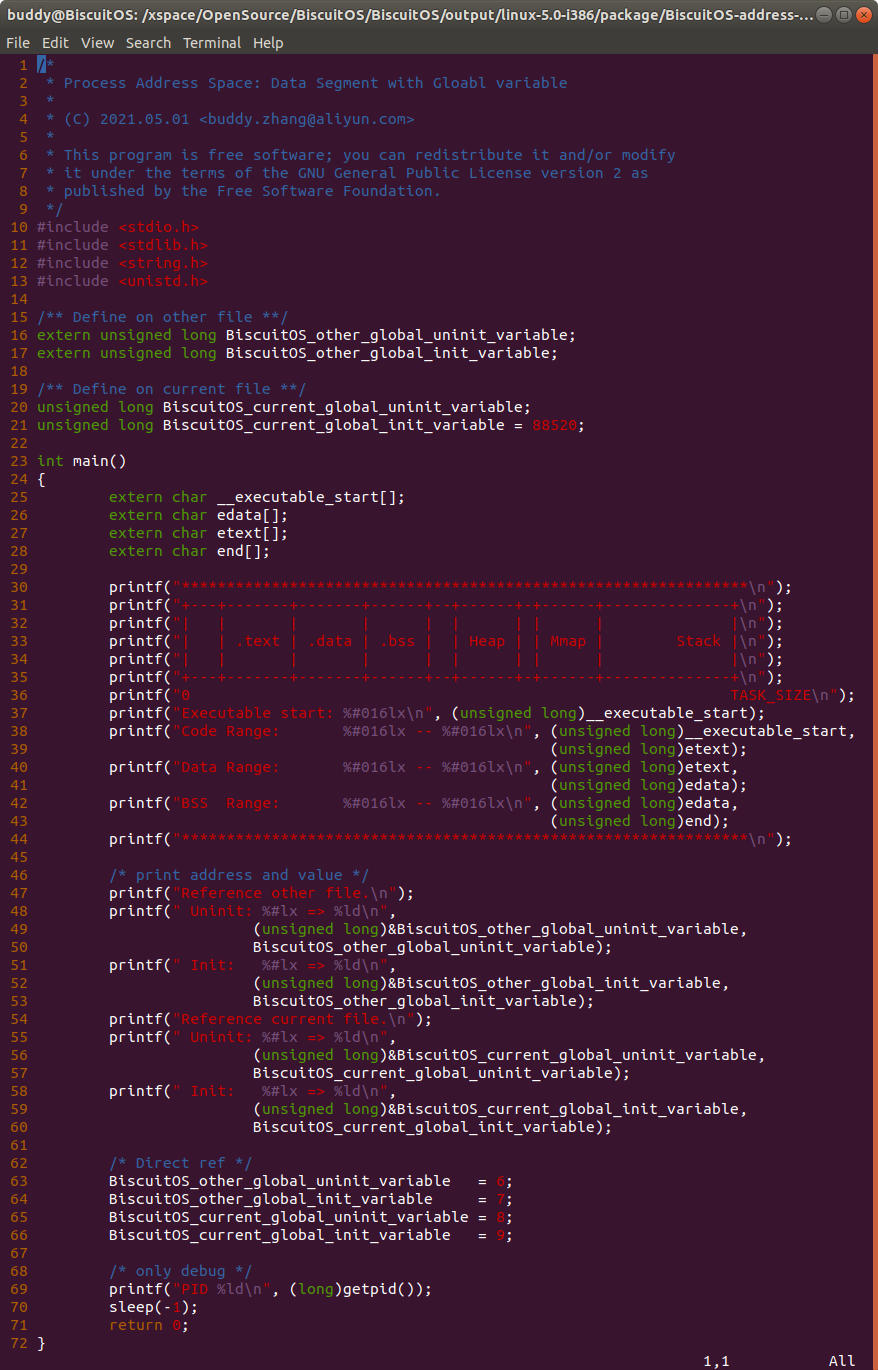 buddy@BiscuitOS: /xspace/OpenSource/BiscuitOS/BiscuitOS/output/linux-5.0-i386/package/BiscuitOS-address-...
File Edit View Search Terminal Help
1 /*
2  * Process Address Space: Data Segment with Gloabl variable
3  *
4  * (C) 2021.05.01 <buddy.zhang@aliyun.com>
5  *
6  * This program is free software; you can redistribute it and/or modify
7  * it under the terms of the GNU General Public License version 2 as
8  * published by the Free Software Foundation.
9  */
10 #include <stdio.h>
11 #include <stdlib.h>
12 #include <string.h>
13 #include <unistd.h>
14
15 /** Define on other file **/
16 extern unsigned long BiscuitOS_other_global_uninit_variable;
17 extern unsigned long BiscuitOS_other_global_init_variable;
18
19 /** Define on current file **/
20 unsigned long BiscuitOS_current_global_uninit_variable;
21 unsigned long BiscuitOS_current_global_init_variable = 88520;
22
23 int main()
24 {
25         extern char __executable_start[];
26         extern char edata[];
27         extern char etext[];
28         extern char end[];
29
30         printf("***************************************************************\n");
31         printf("+---+-------+-------+------+--+------+-+------+--------------+\n");
32         printf("|   |       |       |      |  |      | |      |              |\n");
33         printf("|   | .text | .data | .bss |  | Heap | | Mmap |        Stack |\n");
34         printf("|   |       |       |      |  |      | |      |              |\n");
35         printf("+---+-------+-------+------+--+------+-+------+--------------+\n");
36         printf("0                                                            TASK_SIZE\n");
37         printf("Executable start: %#016lx\n", (unsigned long)__executable_start);
38         printf("Code Range:       %#016lx -- %#016lx\n", (unsigned long)__executable_start,
39                                                          (unsigned long)etext);
40         printf("Data Range:       %#016lx -- %#016lx\n", (unsigned long)etext,
41                                                          (unsigned long)edata);
42         printf("BSS  Range:       %#016lx -- %#016lx\n", (unsigned long)edata,
43                                                          (unsigned long)end);
44         printf("***************************************************************\n");
45
46         /* print address and value */
47         printf("Reference other file.\n");
48         printf(" Uninit: %#lx => %ld\n",
49                         (unsigned long)&BiscuitOS_other_global_uninit_variable,
50                         BiscuitOS_other_global_uninit_variable);
51         printf(" Init:   %#lx => %ld\n",
52                         (unsigned long)&BiscuitOS_other_global_init_variable,
53                         BiscuitOS_other_global_init_variable);
54         printf("Reference current file.\n");
55         printf(" Uninit: %#lx => %ld\n",
56                         (unsigned long)&BiscuitOS_current_global_uninit_variable,
57                         BiscuitOS_current_global_uninit_variable);
58         printf(" Init:   %#lx => %ld\n",
59                         (unsigned long)&BiscuitOS_current_global_init_variable,
60                         BiscuitOS_current_global_init_variable);
61
62         /* Direct ref */
63         BiscuitOS_other_global_uninit_variable   = 6;
64         BiscuitOS_other_global_init_variable     = 7;
65         BiscuitOS_current_global_uninit_variable = 8;
66         BiscuitOS_current_global_init_variable   = 9;
67
68         /* only debug */
69         printf("PID %ld\n", (long)getpid());
70         sleep(-1);
71         return 0;
72 }
1,1 All